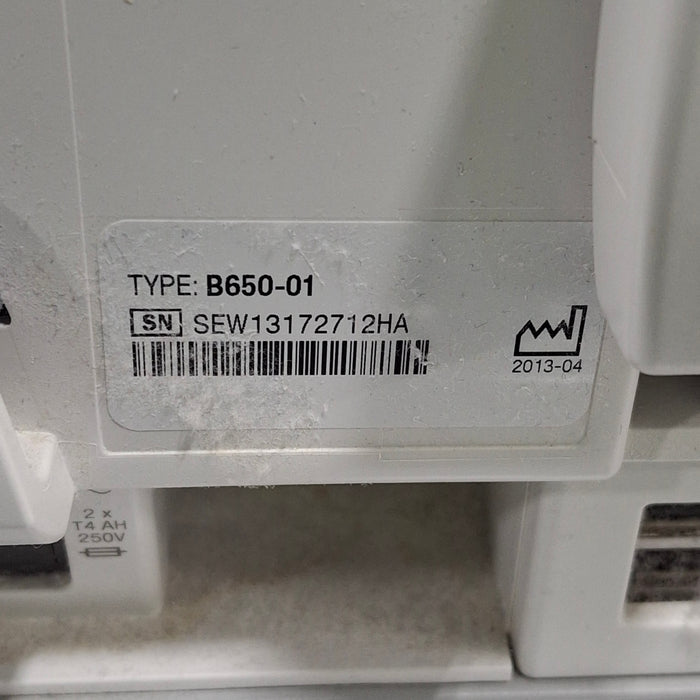 TYPE: B650-01
SN SEW13172712HA
2013-04
2 x
T4 AH
250V